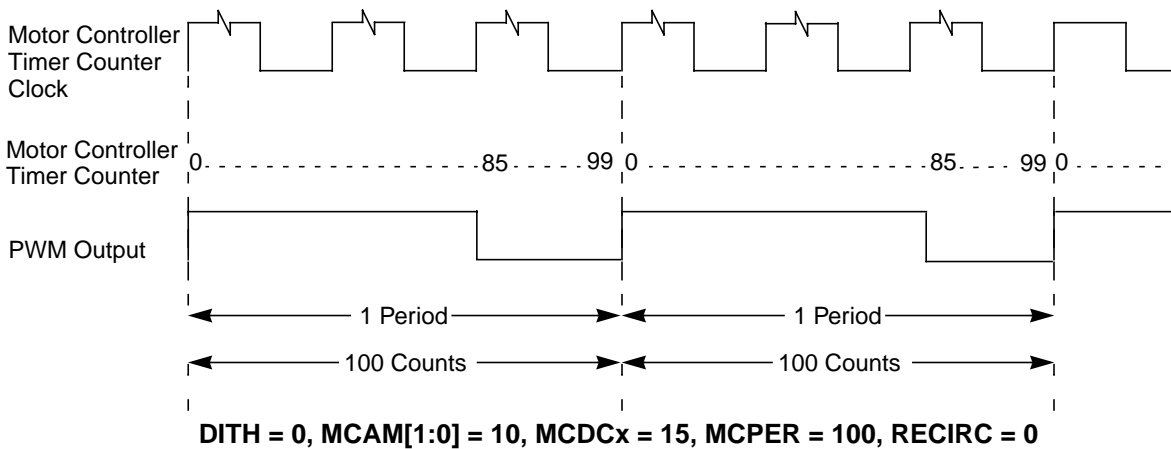 Motor Controller
Timer Counter
Clock
Motor Controller
Timer Counter
0 85 99 0 85 99 0
PWM Output
1 Period 1 Period
100 Counts 100 Counts
DITH = 0, MCAM[1:0] = 10, MCDCx = 15, MCPER = 100, RECIRC = 0